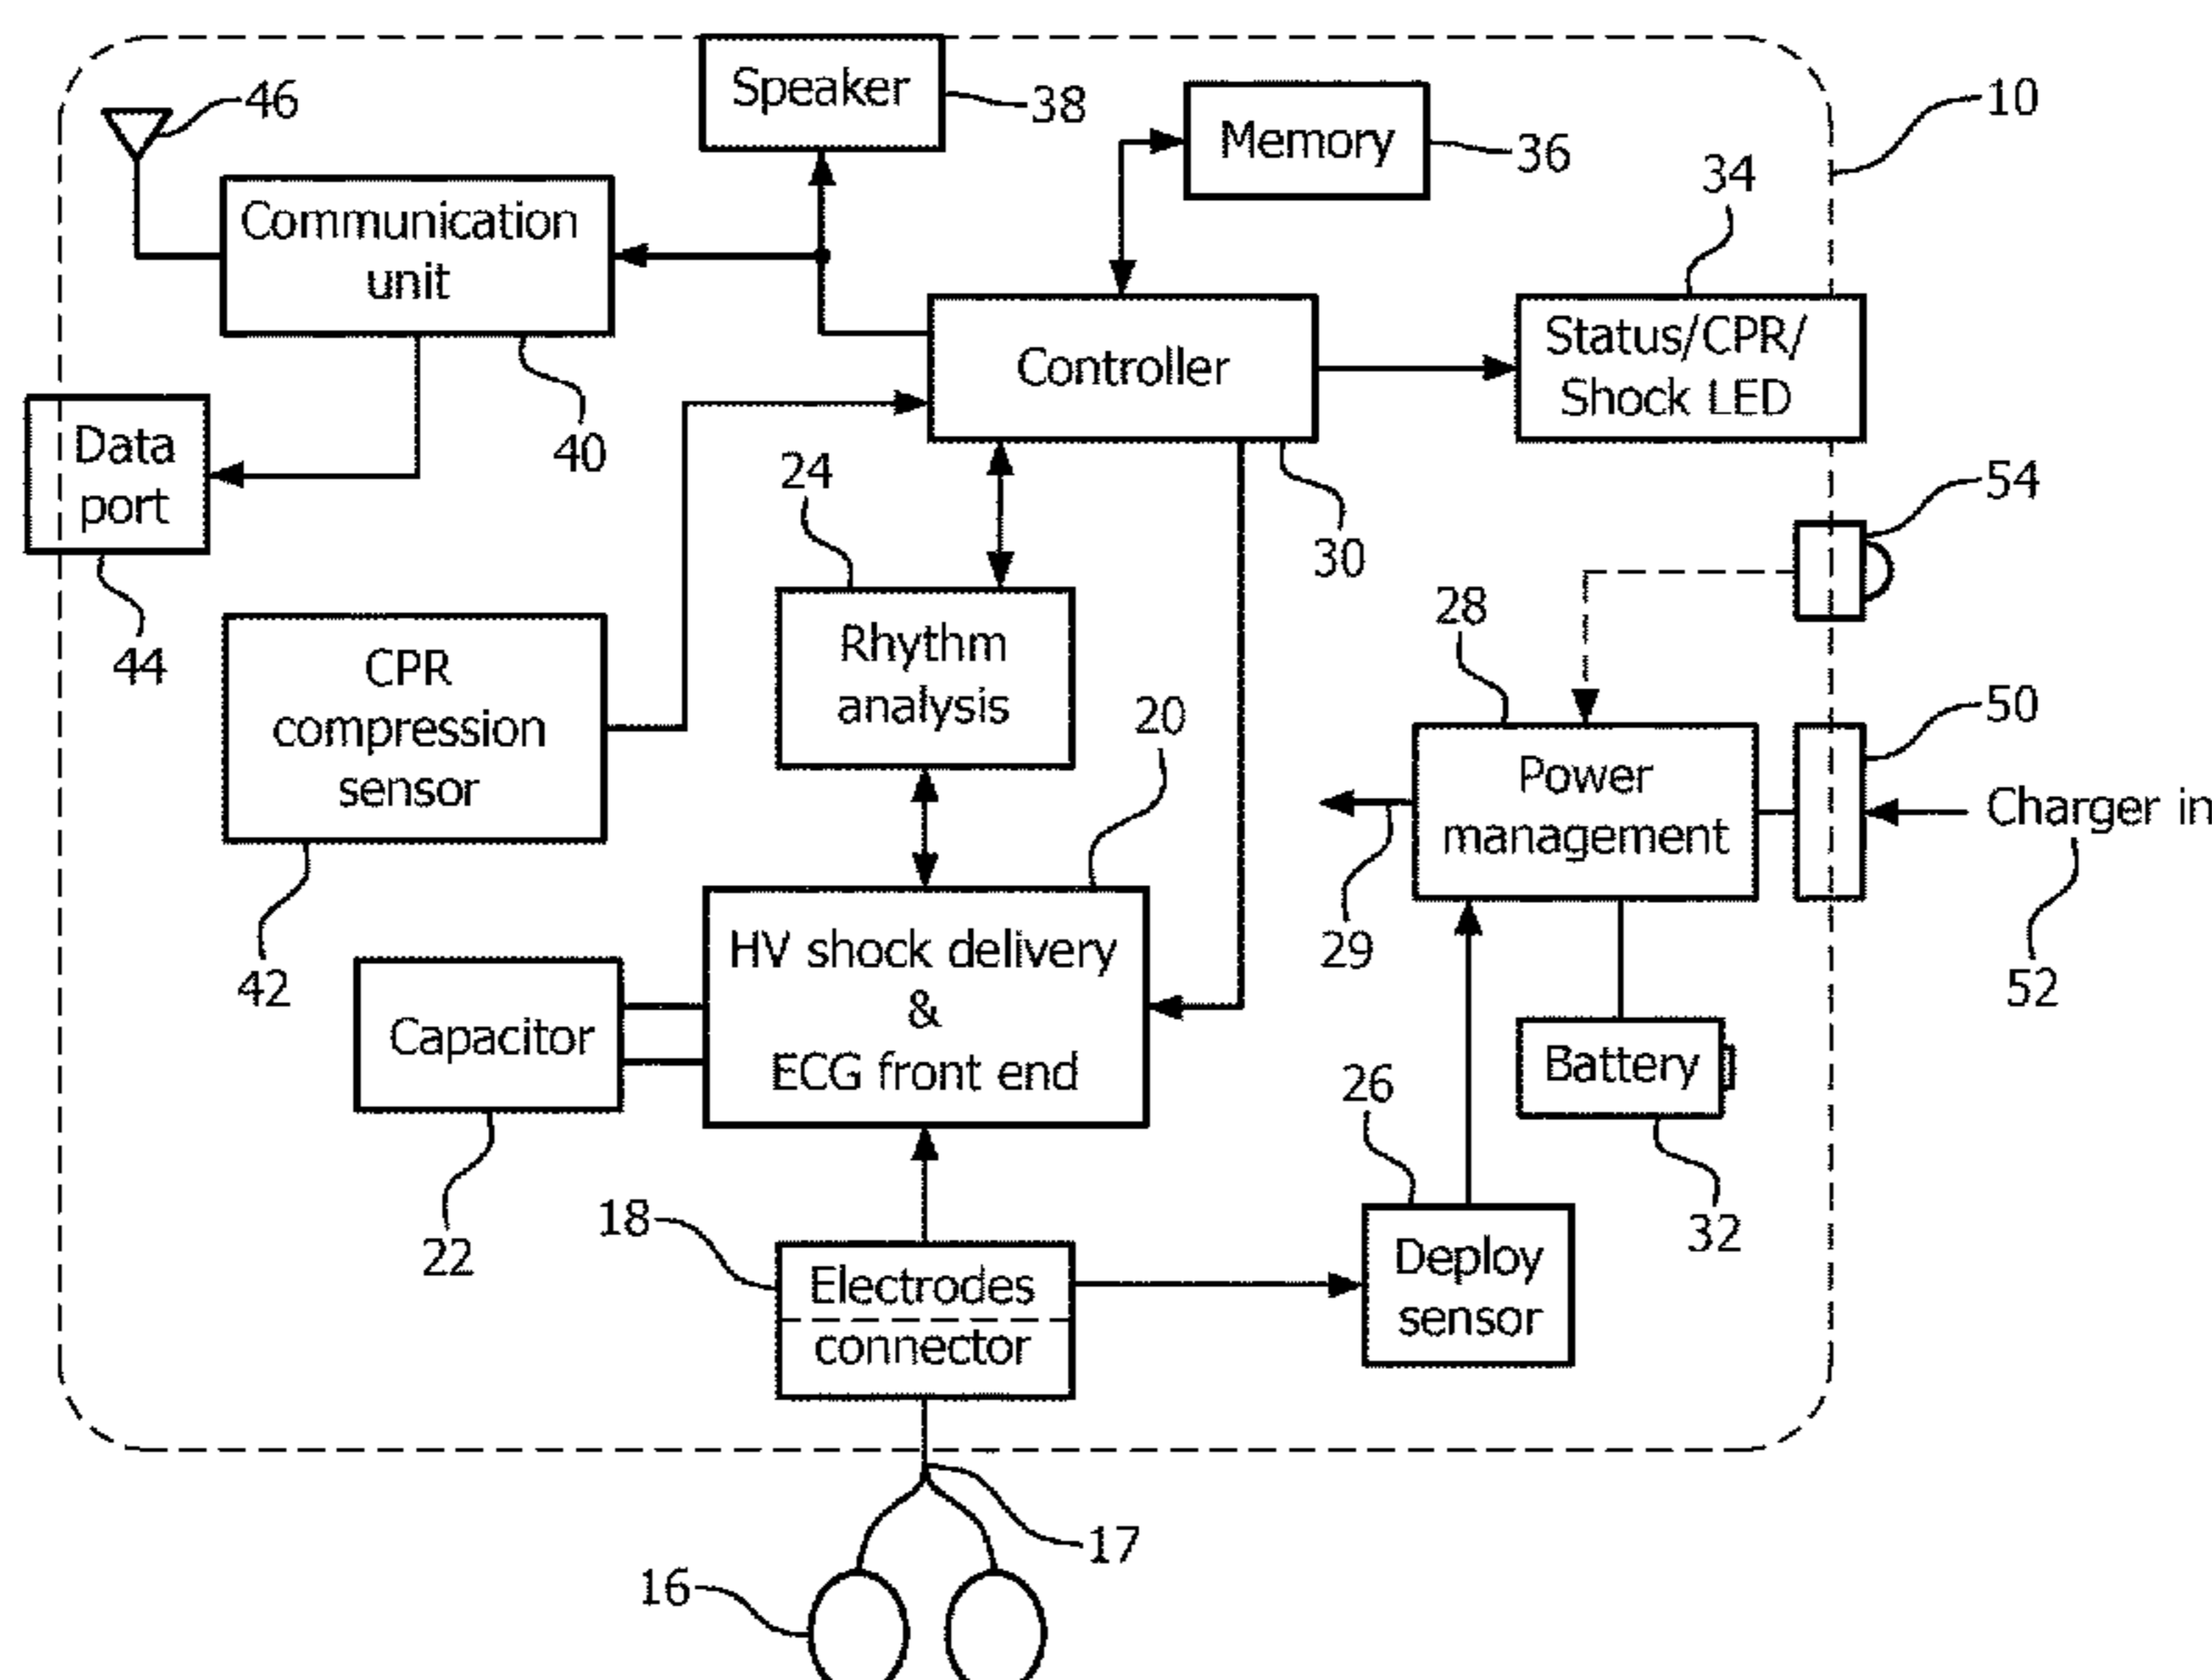 Speaker
38
46
10
Memory
36
34
Communication
unit
Status/CPR/
Shock LED
Controller
Data
port
40
24
54
30
44
28
CPR
compression
sensor
Rhythm
analysis
20
50
Power
management
Charger in
29
52
42
HV shock delivery
&
ECG front end
Capacitor
Battery
26
22
18
32
Electrodes
connector
Deploy
sensor
17
16